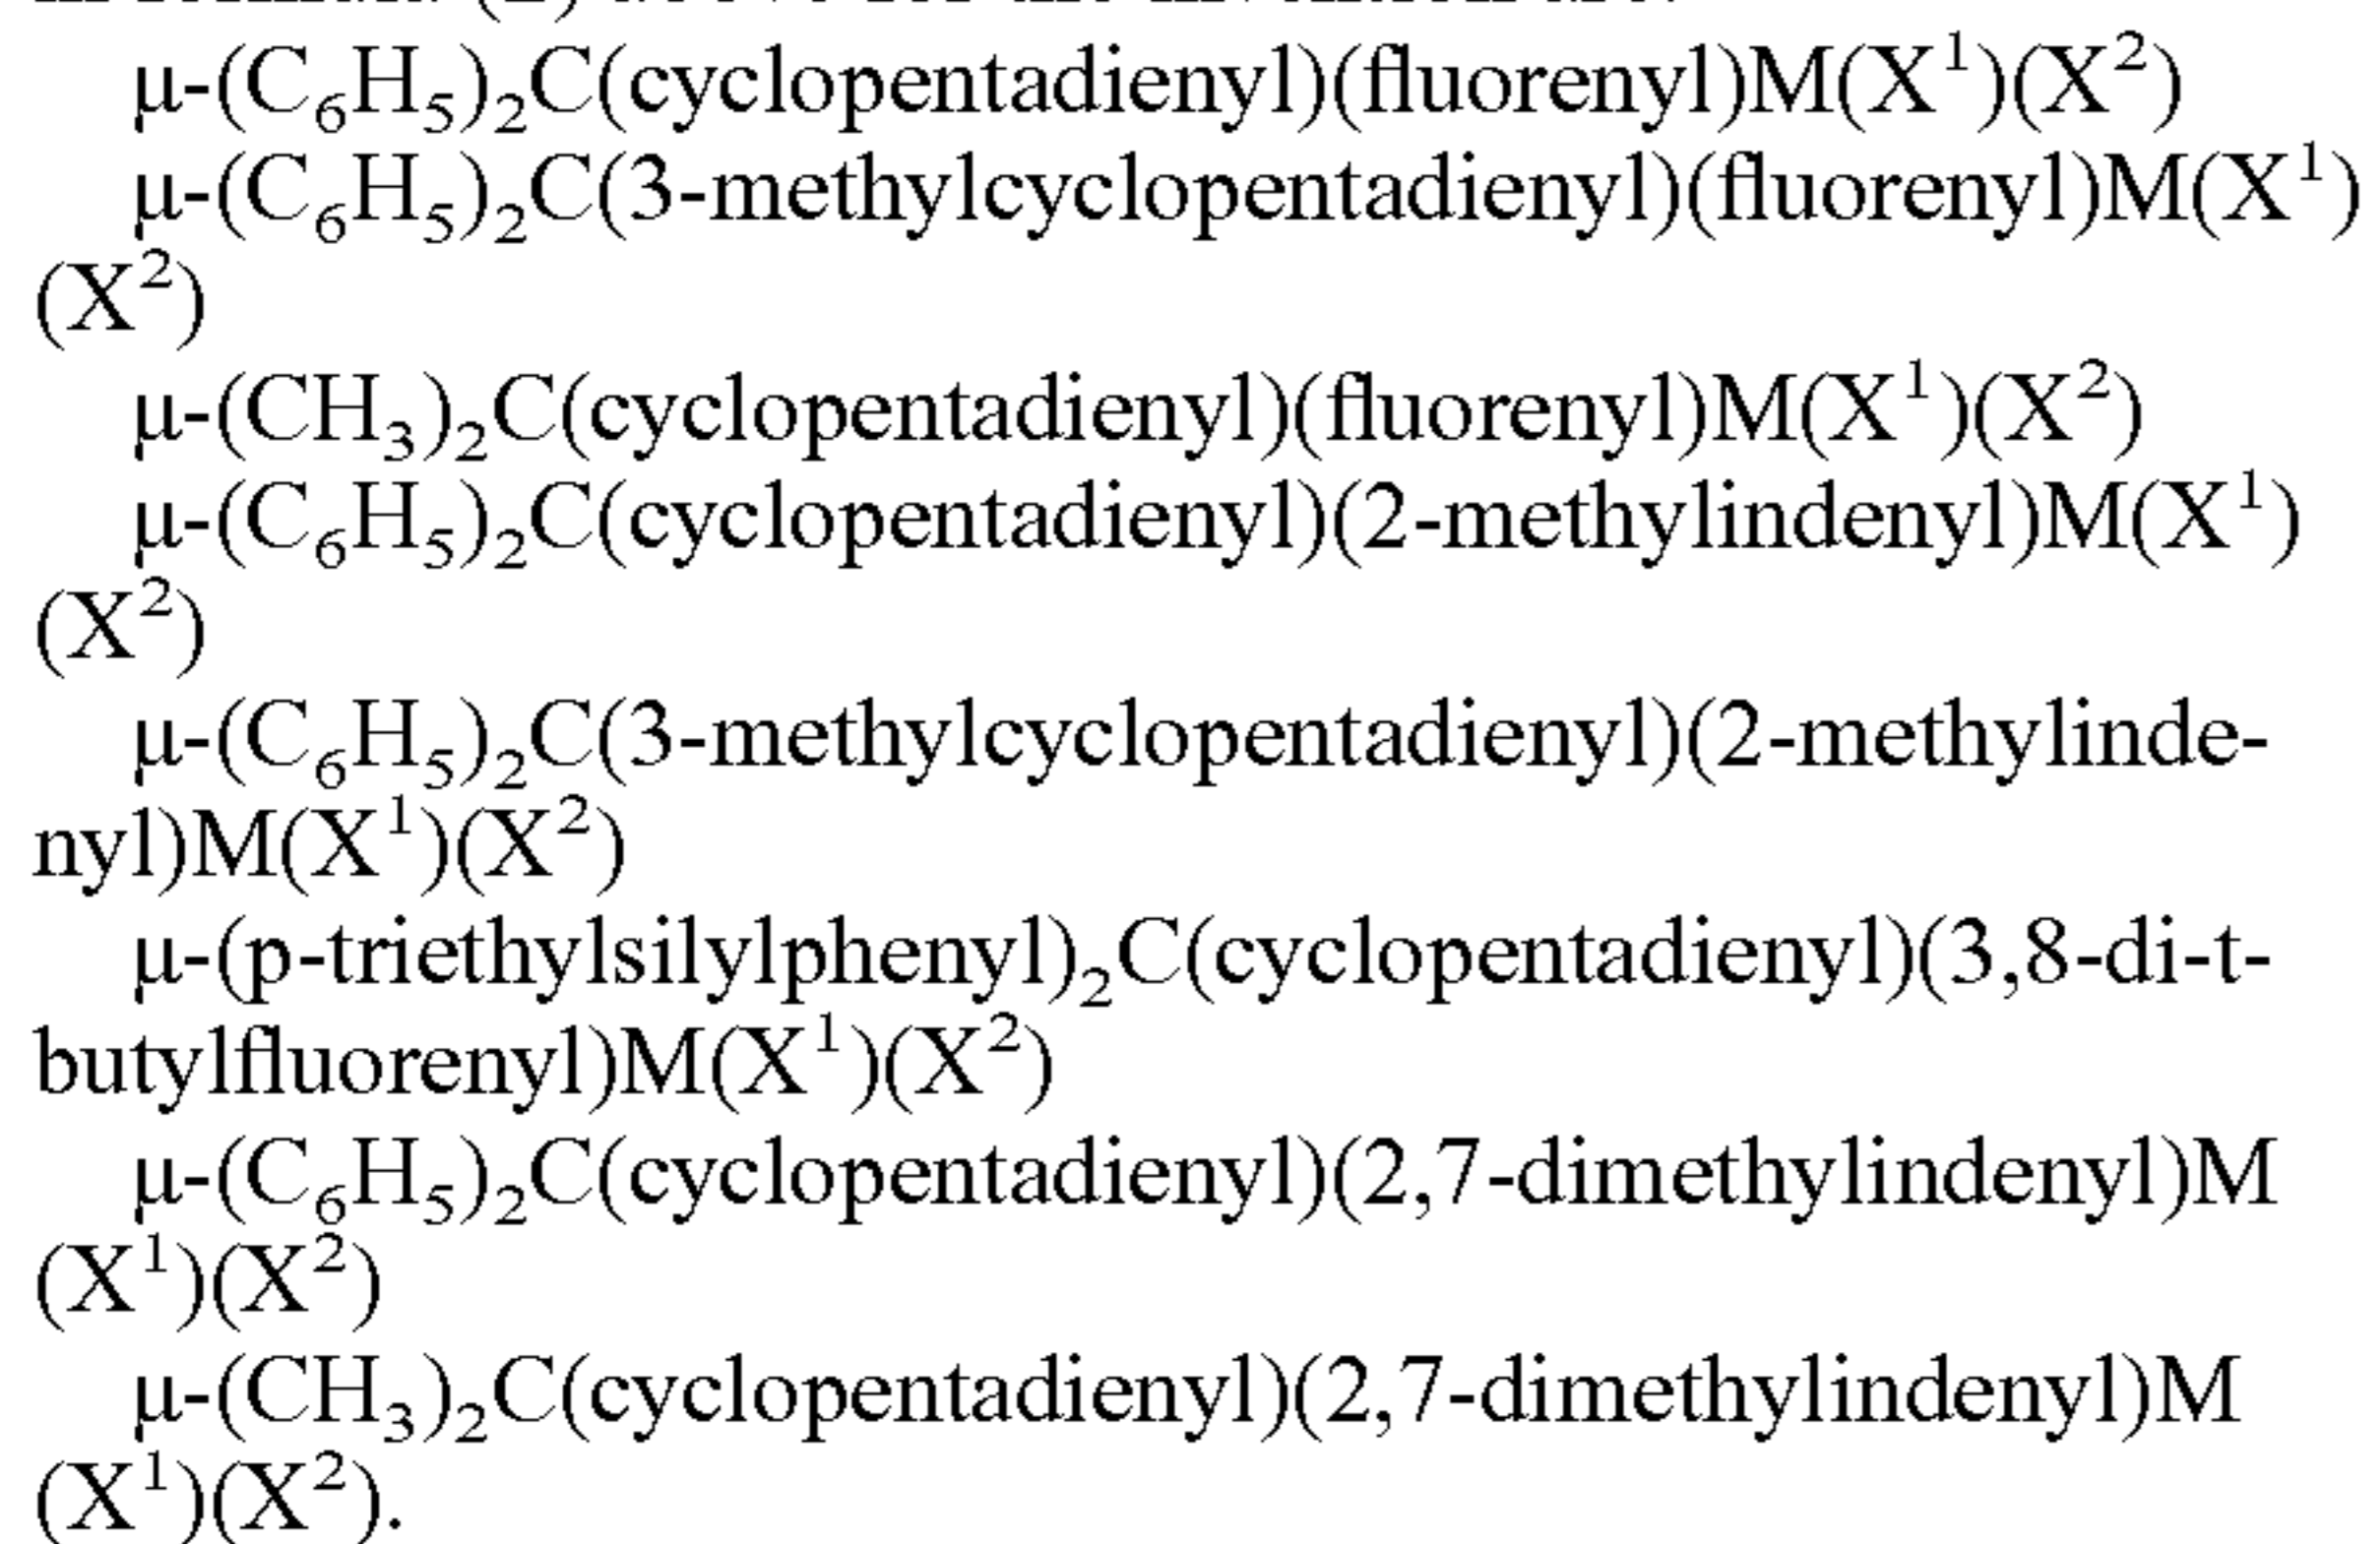 μ-(C₆H₅)₂C(cyclopentadienyl)(fluorenyl)M(X¹)(X²)
μ-(C₆H₅)₂C(3-methylcyclopentadienyl)(fluorenyl)M(X¹)
(X²)
μ-(CH₃)₂C(cyclopentadienyl)(fluorenyl)M(X¹)(X²)
μ-(C₆H₅)₂C(cyclopentadienyl)(2-methylindenyl)M(X¹)
(X²)
μ-(C₆H₅)₂C(3-methylcyclopentadienyl)(2-methylinde-
nyl)M(X¹)(X²)
μ-(p-triethylsilylphenyl)₂C(cyclopentadienyl)(3,8-di-t-
butylfluorenyl)M(X¹)(X²)
μ-(C₆H₅)₂C(cyclopentadienyl)(2,7-dimethylindenyl)M
(X¹)(X²)
μ-(CH₃)₂C(cyclopentadienyl)(2,7-dimethylindenyl)M
(X¹)(X²).